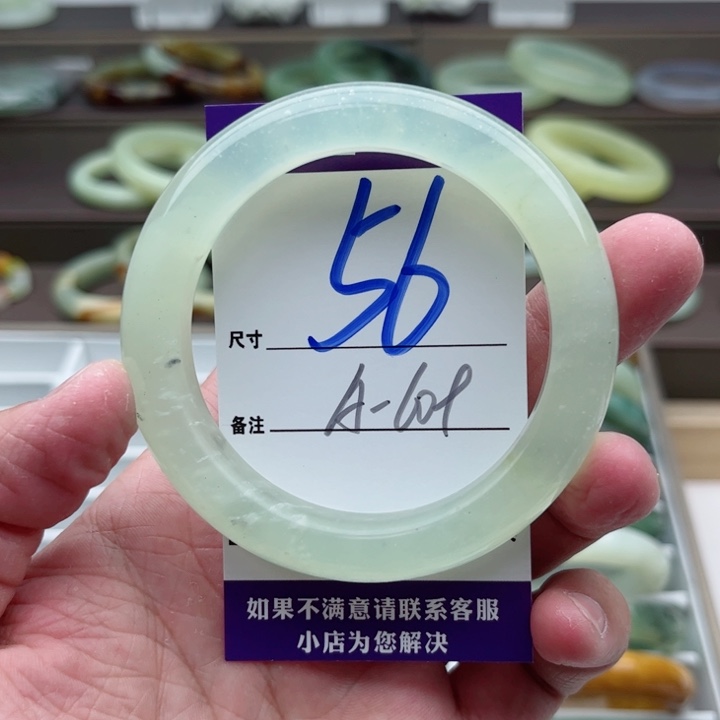 56
尺寸
备注 A-609
如果不满意请联系客服
小店为您解决